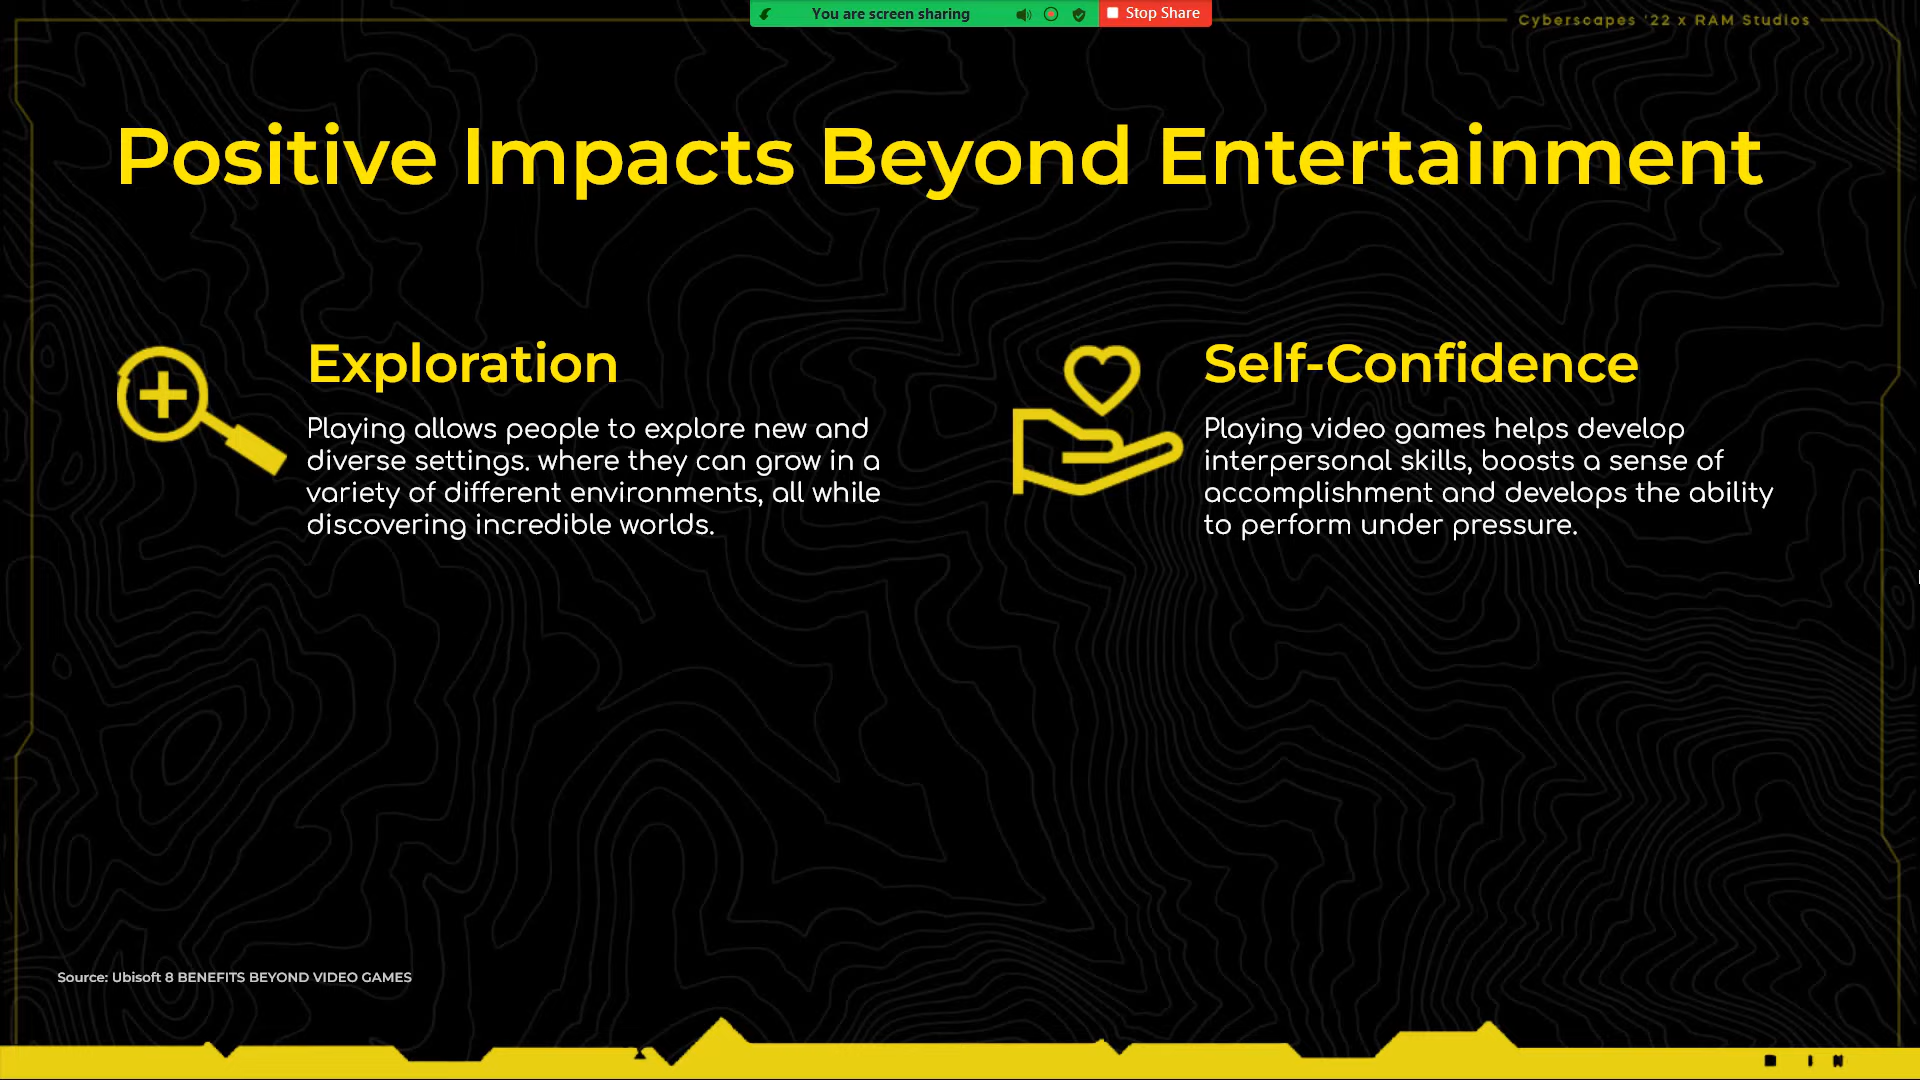 You are screen sharing
Stop Share
Cyberscapes '22 x RAM Studios
Positive Impacts Beyond Entertainment
Exploration
Playing allows people to explore new and
diverse settings. where they can grow in a
variety of different environments, all while
discovering incredible worlds.
Self-Confidence
Playing video games helps develop
interpersonal skills, boosts a sense of
accomplishment and develops the ability
to perform under pressure.
Source: Ubisoft 8 BENEFITS BEYOND VIDEO GAMES